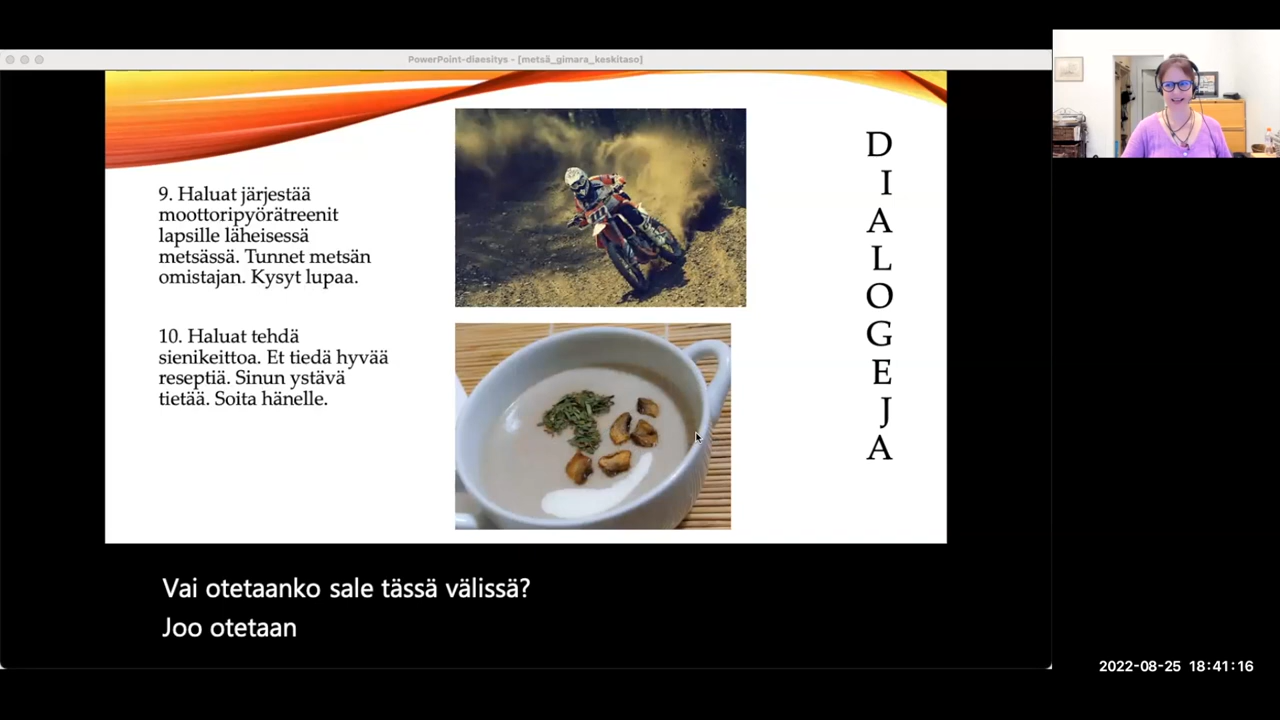 PowerPoint-diaesitys - [metsä_gimara_keskitaso]
9. Haluat järjestää
moottoripyörätreenit
lapsille läheisessä
metsässä. Tunnet metsän
omistajan. Kysyt lupaa.
10. Haluat tehdä
sienikeittoa. Et tiedä hyvää
reseptiä. Sinun ystävä
tietää. Soita hänelle.
D
I
A
L
O
G
E
J
A
Vai otetaanko sale tässä välissä?
Joo otetaan
2022-08-25 18:41:16